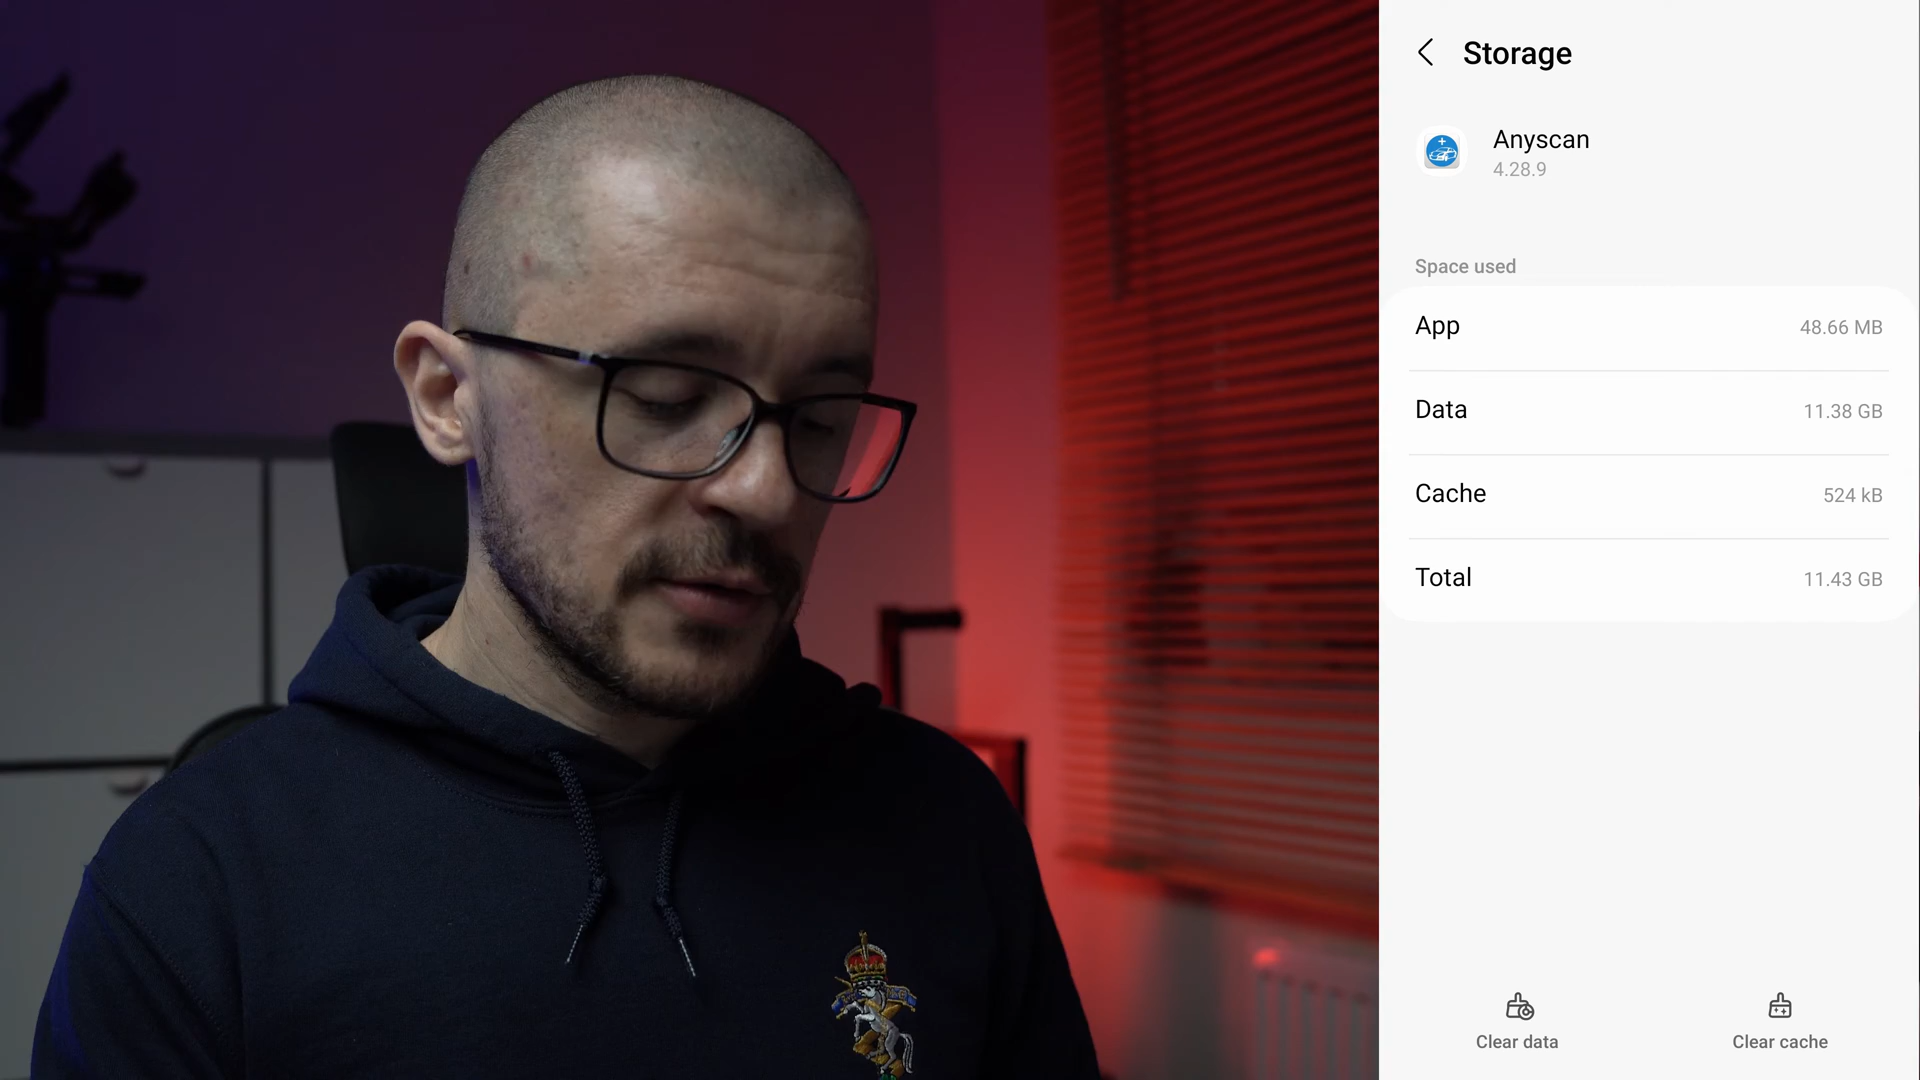 Storage
Anyscan
4.28.9
Space used
App 48.66 MB
Data 11.38 GB
Cache 524 kB
Total 11.43 GB
Clear data
Clear cache